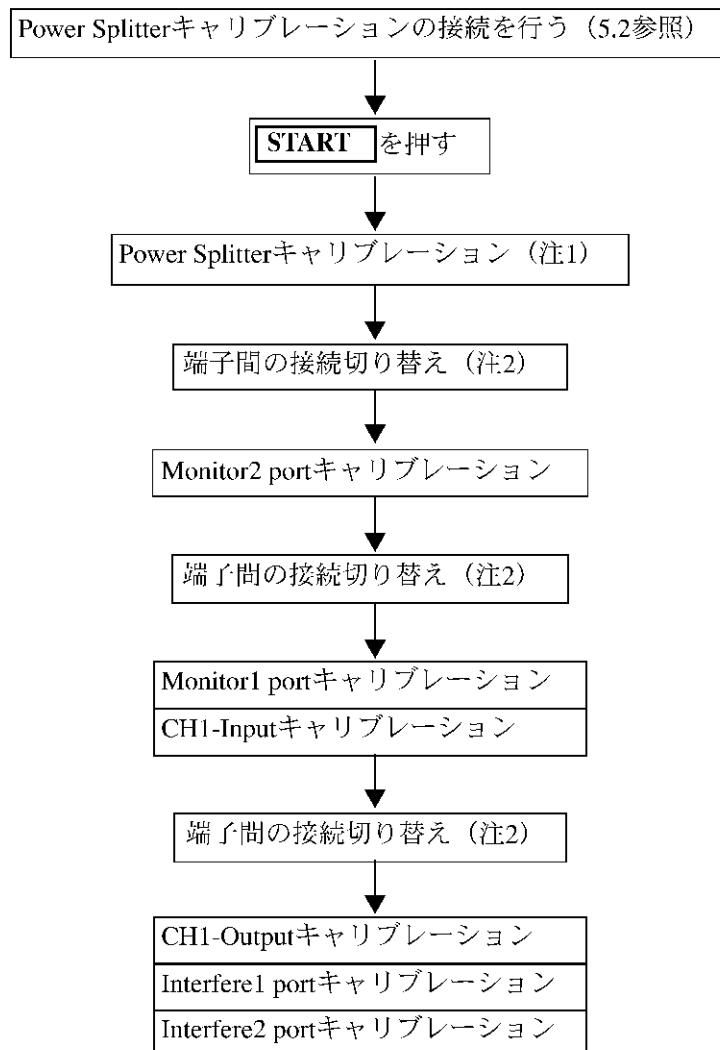 Power Splitterキャリブレーションの接続を行う（5.2参照）
START を押す
Power Splitterキャリブレーション（注1）
端子間の接続切り替え（注2）
Monitor2 portキャリブレーション
端子間の接続切り替え（注2）
Monitor1 portキャリブレーション
CH1-Inputキャリブレーション
端子間の接続切り替え（注2）
CH1-Outputキャリブレーション
Interfere1 portキャリブレーション
Interfere2 portキャリブレーション